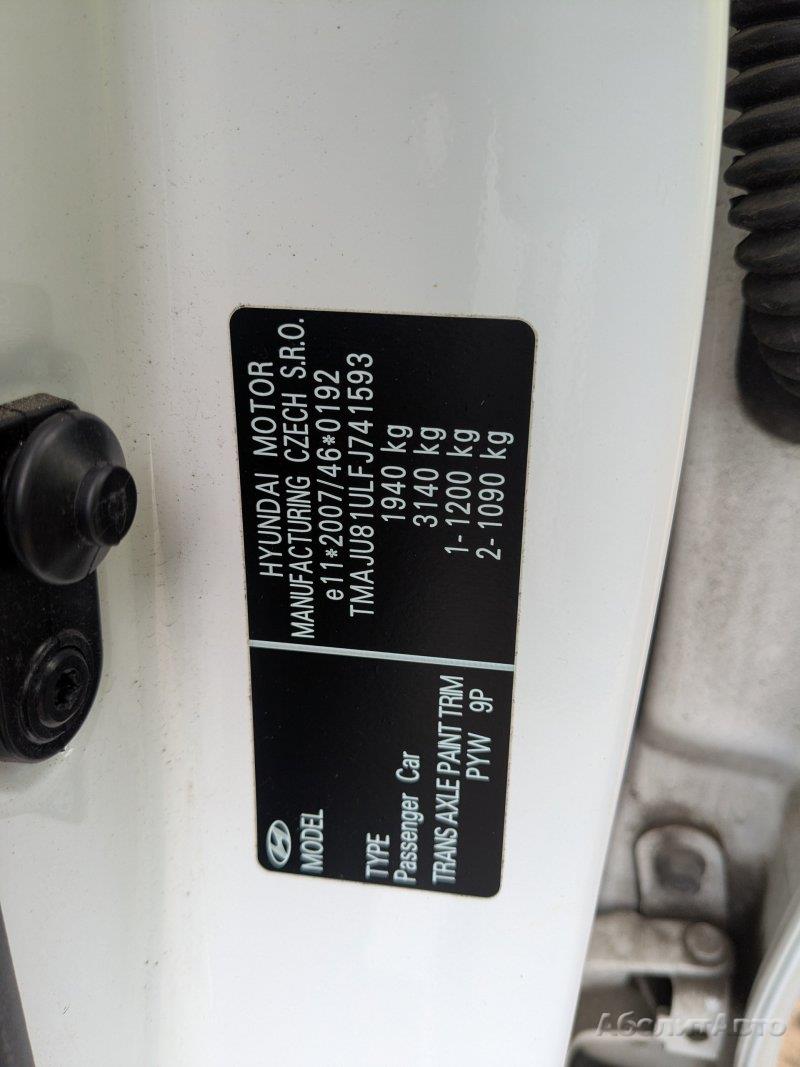 HYUNDAI MOTOR
MANUFACTURING CZECH S.R.O.
e11*2007/46*0192
TMAJU81ULFJ741593
1940 kg
3140 kg
1-1200 kg
2-1090 kg
MODEL
TYPE
Passenger Car
TRANS AXLE PAINT TRIM
PYW 9P
АбсолютАвто